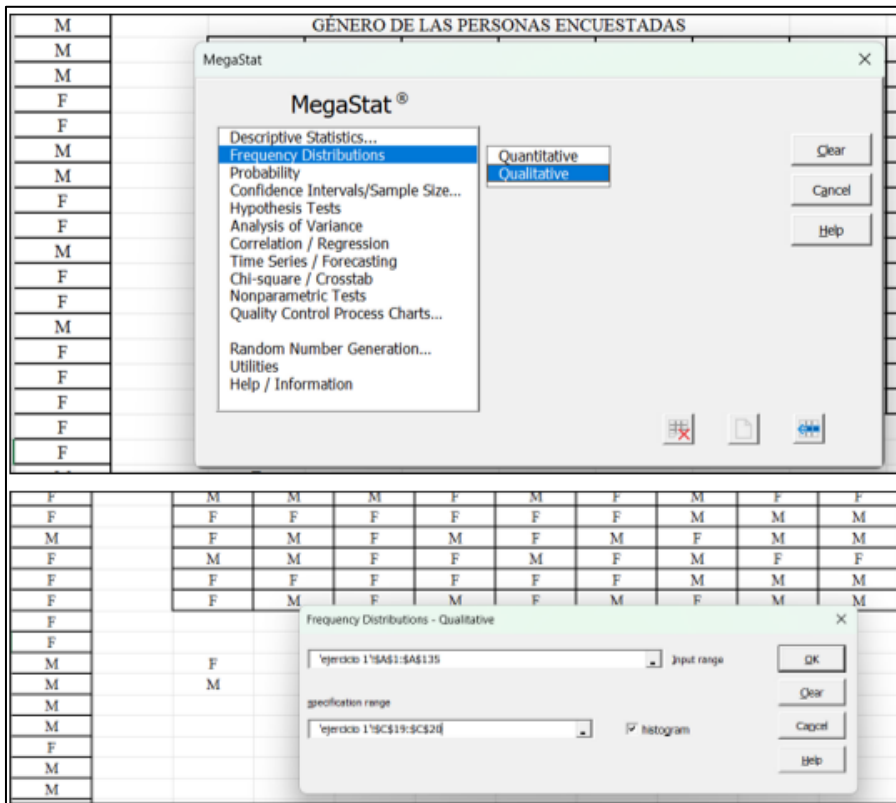 M GÉNERO DE LAS PERSONAS ENCUESTADAS
M
M
F
F
M
M
F
F
M
F
F
M
F
F
F
F
F
MegaStat
MegaStat ®
Descriptive Statistics...
Frequency Distributions
Probability
Confidence Intervals/Sample Size...
Hypothesis Tests
Analysis of Variance
Correlation / Regression
Time Series / Forecasting
Chi-square / Crosstab
Nonparametric Tests
Quality Control Process Charts...
Random Number Generation...
Utilities
Help / Information
Quantitative
Qualitative
Clear
Cancel
Help
F M M M F M F M F F
F F F F F F F M M M
M F M F M F M F M M
F M M F F M F M F F
F F F F F F F M M M
F F M F M F M F M M
F
F
M F
M M
M
M
F
M
M
Frequency Distributions - Qualitative
'ejercicio 1'!$A$1:$A$135
Input range
specification range
'ejercicio 1'!$C$19:$C$20
histogram
OK
Clear
Cancel
Help